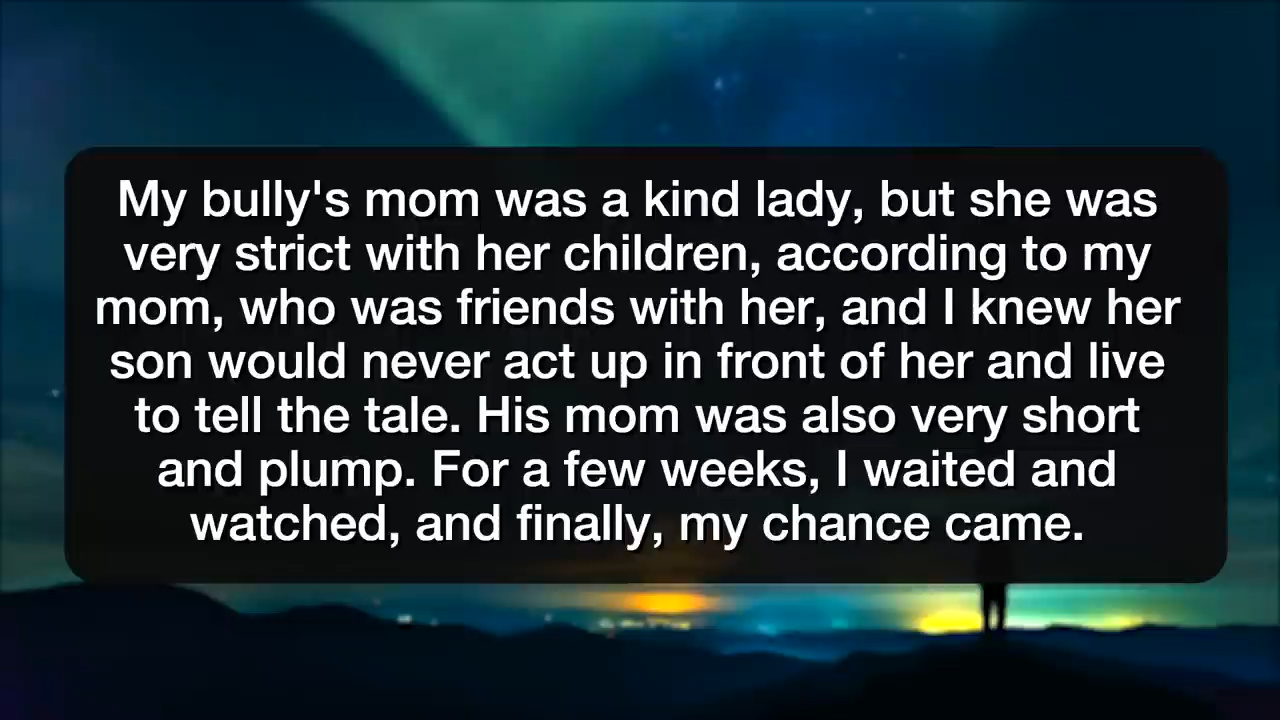 My bully's mom was a kind lady, but she was
very strict with her children, according to my
mom, who was friends with her, and I knew her
son would never act up in front of her and live
to tell the tale. His mom was also very short
and plump. For a few weeks, I waited and
watched, and finally, my chance came.